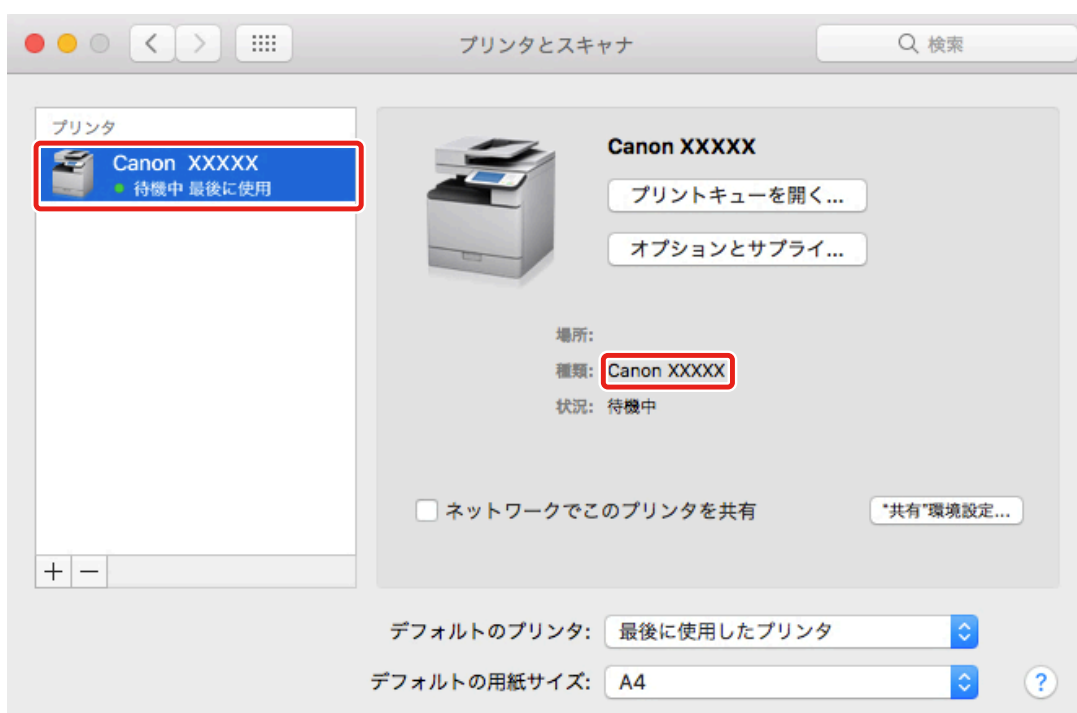 プリンタとスキャナ
検索
プリンタ
Canon XXXXX
待機中 最後に使用
Canon XXXXX
プリントキューを開く...
オプションとサプライ...
場所:
種類: Canon XXXXX
状況: 待機中
ネットワークでこのプリンタを共有
"共有"環境設定...
+ −
デフォルトのプリンタ: 最後に使用したプリンタ
デフォルトの用紙サイズ: A4
?